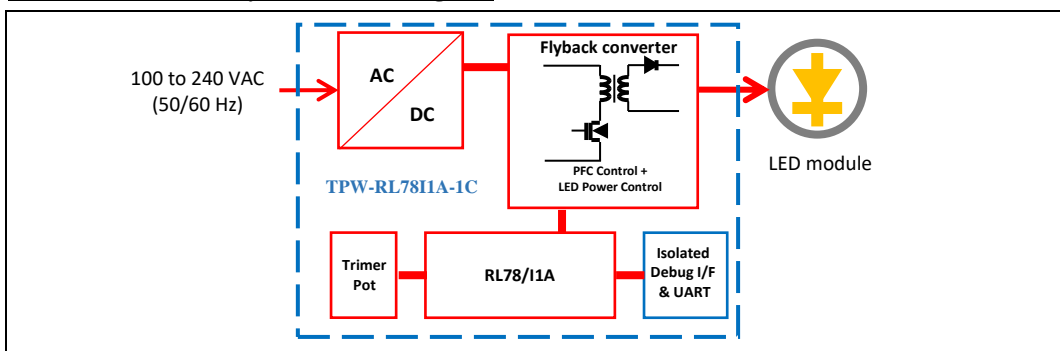 100 to 240 VAC
(50/60 Hz)
AC
DC
Flyback converter
PFC Control +
LED Power Control
LED module
TPW-RL78I1A-1C
Trimer
Pot
RL78/I1A
Isolated
Debug I/F
& UART